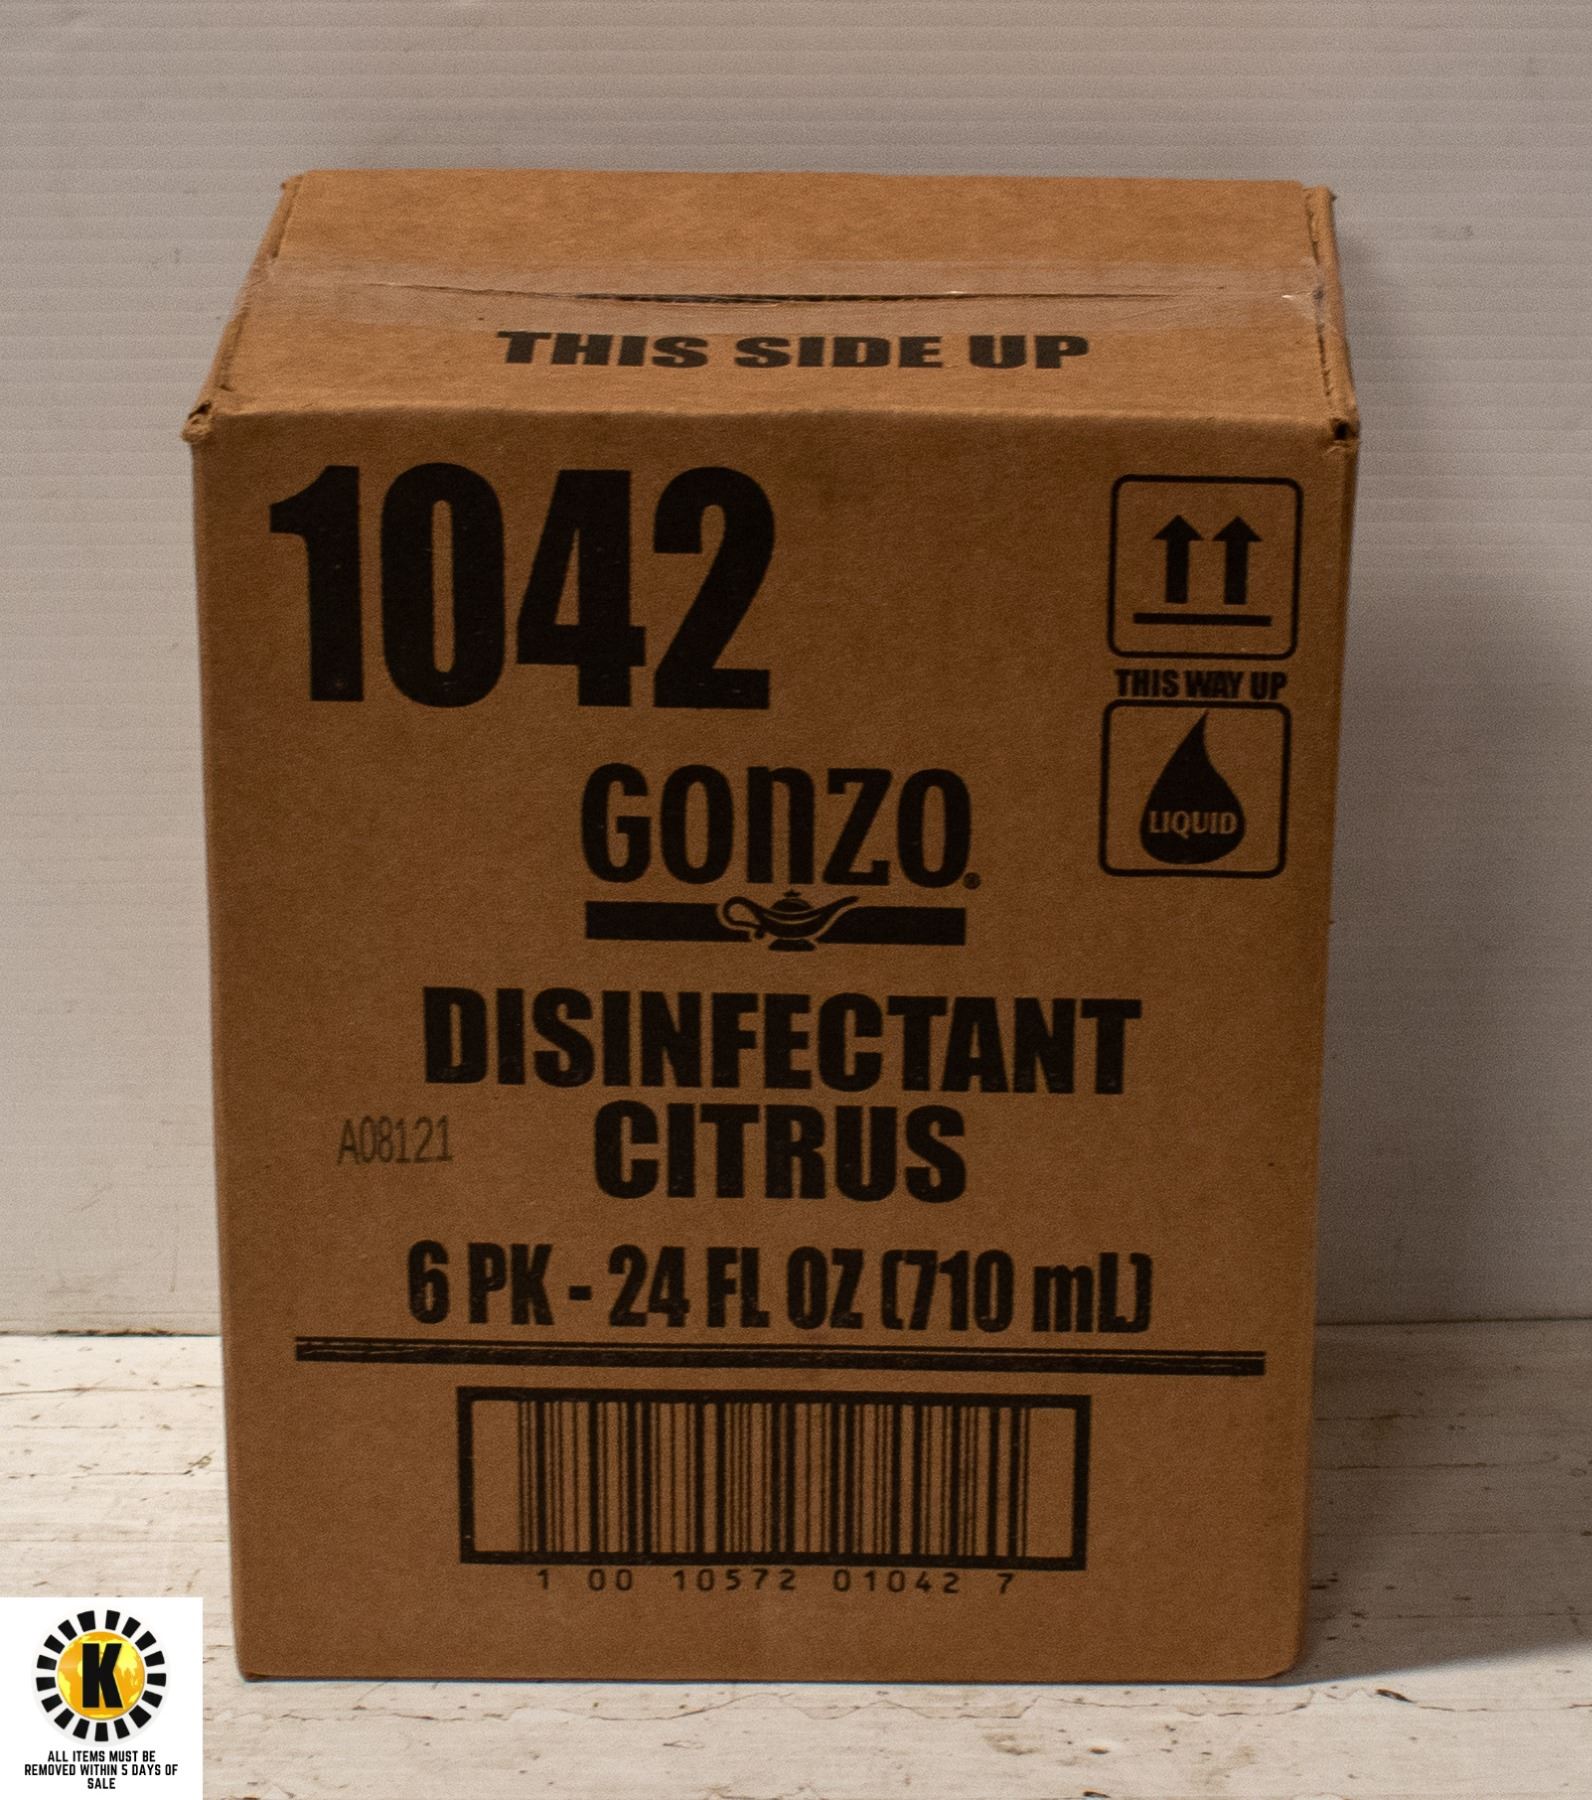 THIS SIDE UP
1042
THIS WAY UP
LIQUID
GONZO®
DISINFECTANT
CITRUS
A08121
6 PK - 24 FL OZ (710 mL)
1 00 10572 01042 7
K
ALL ITEMS MUST BE
REMOVED WITHIN 5 DAYS OF
SALE